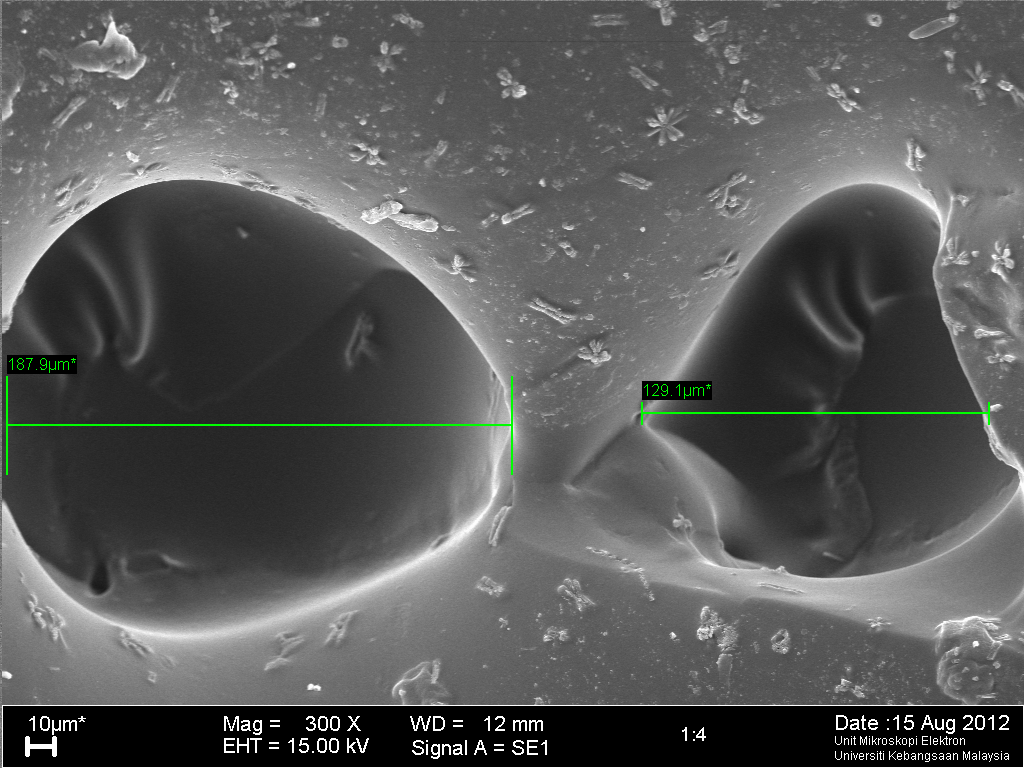 187.9µm*
129.1µm*
10µm*
Mag = 300 X
EHT = 15.00 kV
WD = 12 mm
Signal A = SE1
1:4
Date :15 Aug 2012
Unit Mikroskopi Elektron
Universiti Kebangsaan Malaysia